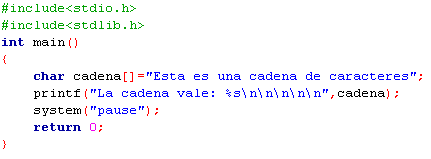 #include<stdio.h>
#include<stdlib.h>
int main()
{
    char cadena[]="Esta es una cadena de caracteres";
    printf("La cadena vale: %s\n\n\n\n\n",cadena);
    system("pause");
    return 0;
}